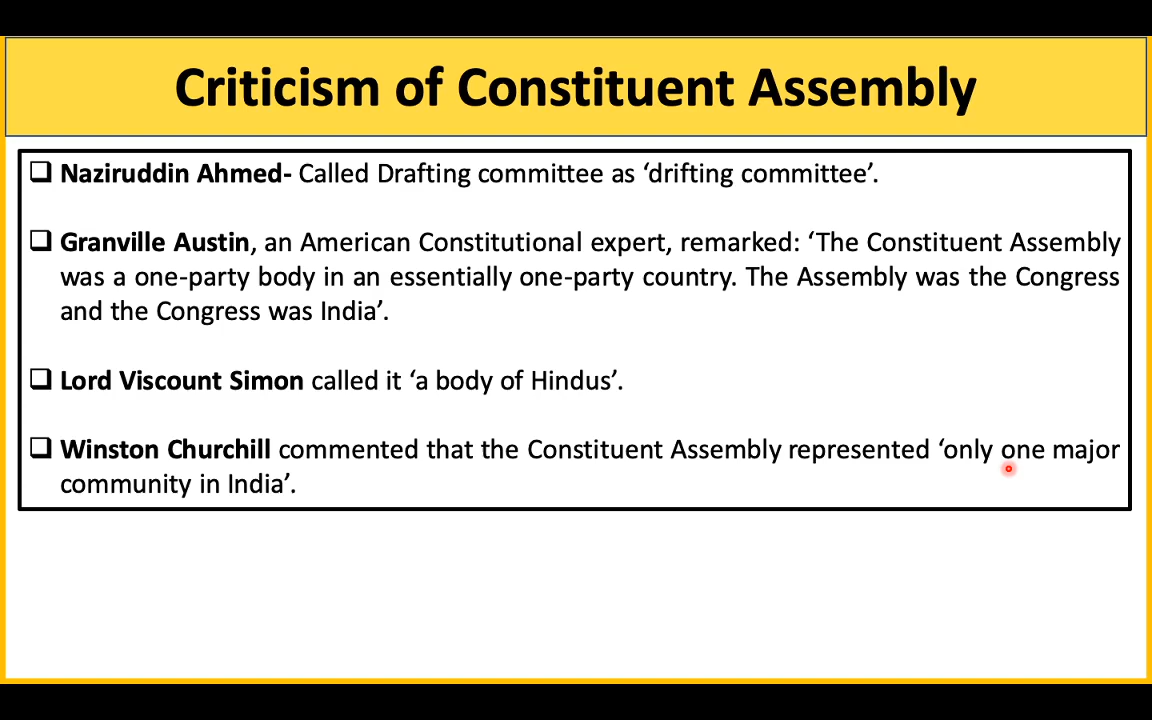 Criticism of Constituent Assembly
❑ Naziruddin Ahmed- Called Drafting committee as ‘drifting committee’.
❑ Granville Austin, an American Constitutional expert, remarked: ‘The Constituent Assembly
was a one-party body in an essentially one-party country. The Assembly was the Congress
and the Congress was India’.
❑ Lord Viscount Simon called it ‘a body of Hindus’.
❑ Winston Churchill commented that the Constituent Assembly represented ‘only one major
community in India’.